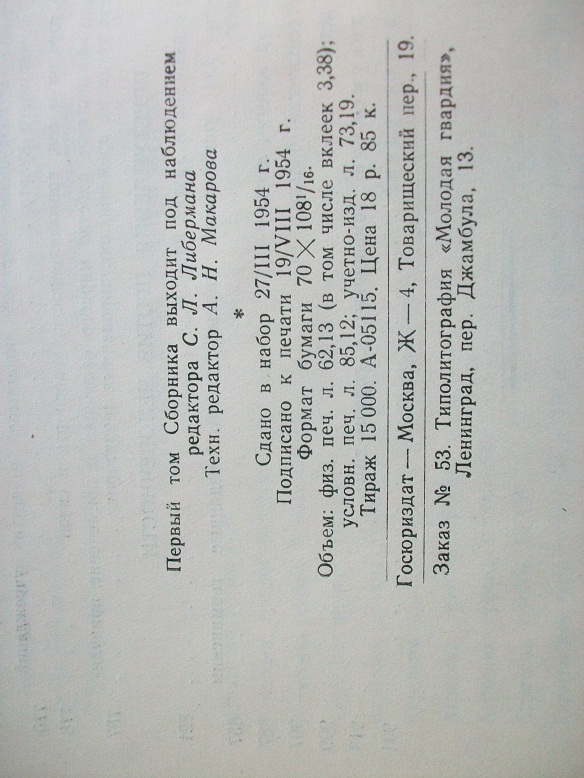 Первый том Сборника выходит под наблюдением
редактора С. Л. Либермана
Техн. редактор А. Н. Макарова
*
Сдано в набор 27/III 1954 г.
Подписано к печати 19/VIII 1954 г.
Формат бумаги 70 × 108¹/₁₆.
Объем: физ. печ. л. 62,13 (в том числе вклеек 3,38);
условн. печ. л. 85,12; учетно-изд. л. 73,19.
Тираж 15 000. А-05115. Цена 18 р. 85 к.
Госюриздат — Москва, Ж — 4, Товарищеский пер., 19.
Заказ № 53. Типолитография «Молодая гвардия»,
Ленинград, пер. Джамбула, 13.